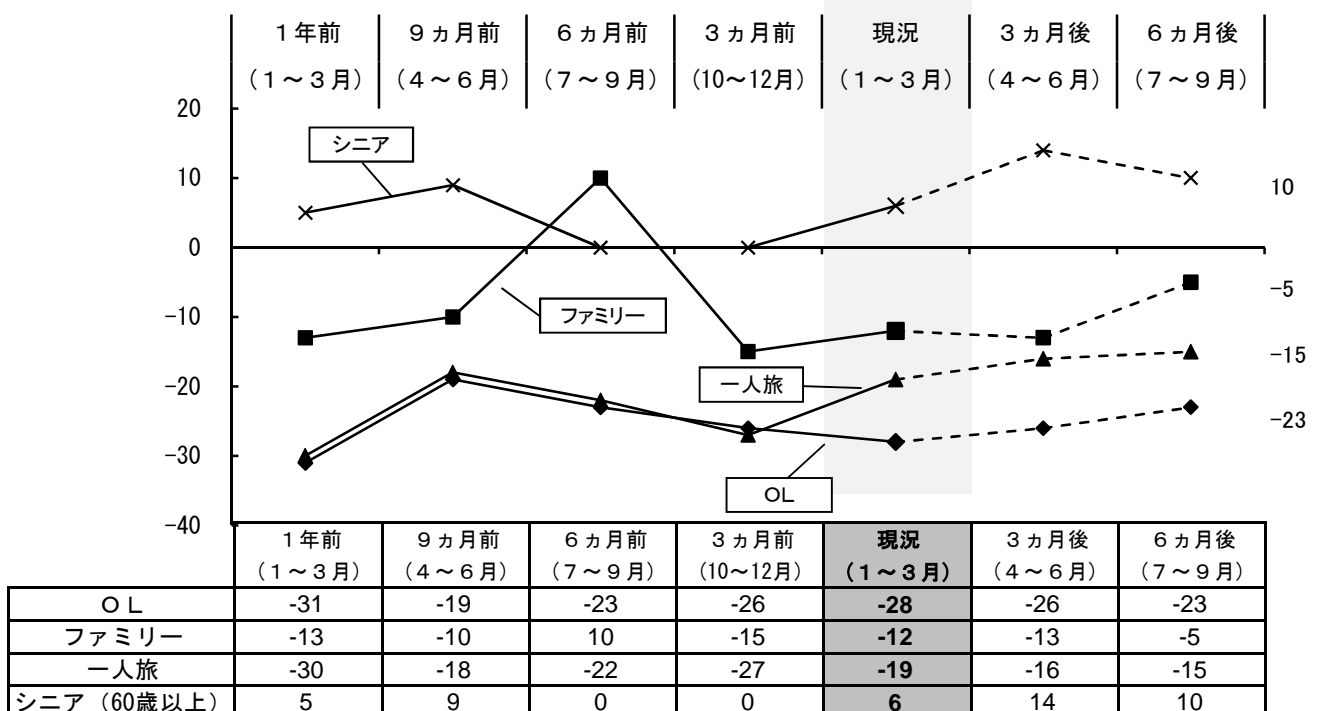 １年前 ９ヵ月前 ６ヵ月前 ３ヵ月前 現況 ３ヵ月後 ６ヵ月後
（１～３月） （４～６月） （７～９月） （10～12月） （１～３月） （４～６月） （７～９月）
20
シニア
10
10
0
-5
-10
ファミリー
-15
-20
一人旅
-23
-30
OL
-40
１年前 ９ヵ月前 ６ヵ月前 ３ヵ月前 現況 ３ヵ月後 ６ヵ月後
（１～３月） （４～６月） （７～９月） （10～12月） （１～３月） （４～６月） （７～９月）
ＯＬ -31 -19 -23 -26 -28 -26 -23
ファミリー -13 -10 10 -15 -12 -13 -5
一人旅 -30 -18 -22 -27 -19 -16 -15
シニア（60歳以上） 5 9 0 0 6 14 10